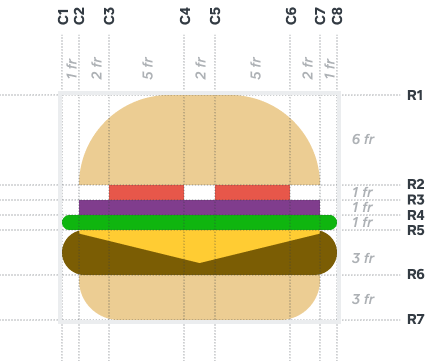 C1 C2 C3 C4 C5 C6 C7 C8
1 fr 2 fr 5 fr 2 fr 5 fr 2 fr 1 fr
R1
6 fr
R2
1 fr
R3
1 fr
R4
1 fr
R5
3 fr
R6
3 fr
R7